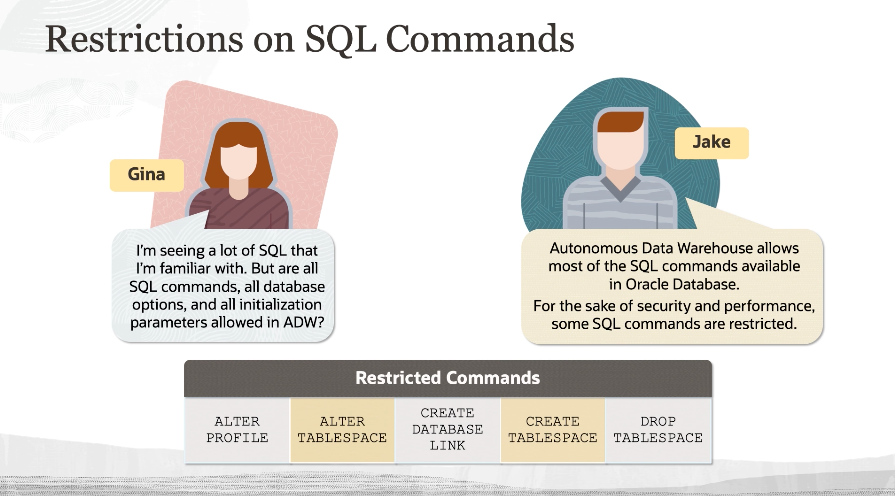 Restrictions on SQL Commands
Gina
Jake
I'm seeing a lot of SQL that
I'm familiar with. But are all
SQL commands, all database
options, and all initialization
parameters allowed in ADW?
Autonomous Data Warehouse allows
most of the SQL commands available
in Oracle Database.
For the sake of security and performance,
some SQL commands are restricted.
Restricted Commands
ALTER
PROFILE
ALTER
TABLESPACE
CREATE
DATABASE
LINK
CREATE
TABLESPACE
DROP
TABLESPACE